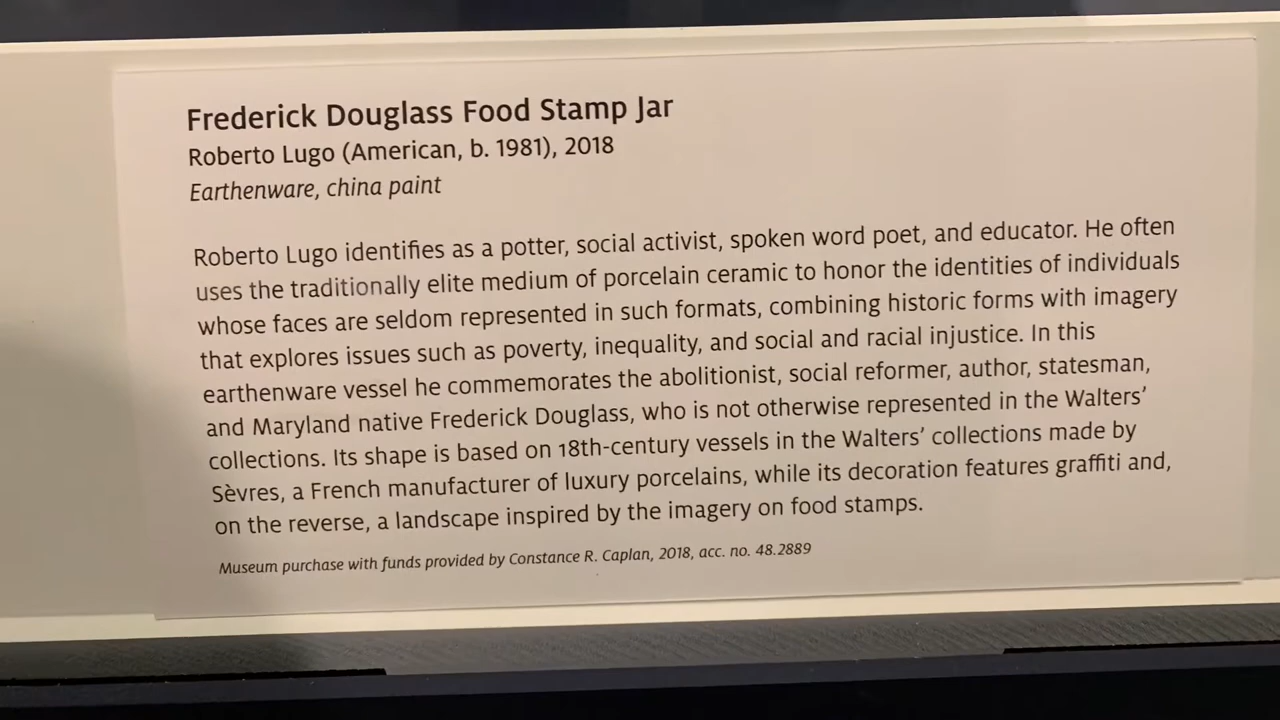 Frederick Douglass Food Stamp Jar
Roberto Lugo (American, b. 1981), 2018
Earthenware, china paint
Roberto Lugo identifies as a potter, social activist, spoken word poet, and educator. He often
uses the traditionally elite medium of porcelain ceramic to honor the identities of individuals
whose faces are seldom represented in such formats, combining historic forms with imagery
that explores issues such as poverty, inequality, and social and racial injustice. In this
earthenware vessel he commemorates the abolitionist, social reformer, author, statesman,
and Maryland native Frederick Douglass, who is not otherwise represented in the Walters’
collections. Its shape is based on 18th-century vessels in the Walters’ collections made by
Sèvres, a French manufacturer of luxury porcelains, while its decoration features graffiti and,
on the reverse, a landscape inspired by the imagery on food stamps.
Museum purchase with funds provided by Constance R. Caplan, 2018, acc. no. 48.2889